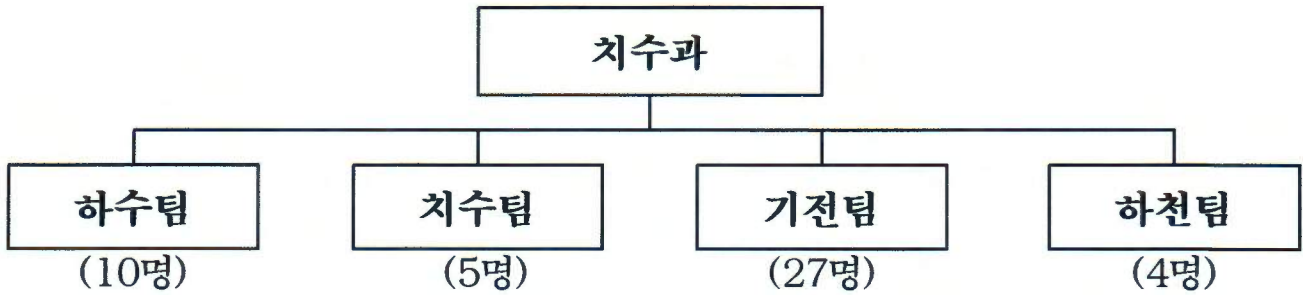 치수과
하수팀 치수팀 기전팀 하천팀
(10명) (5명) (27명) (4명)